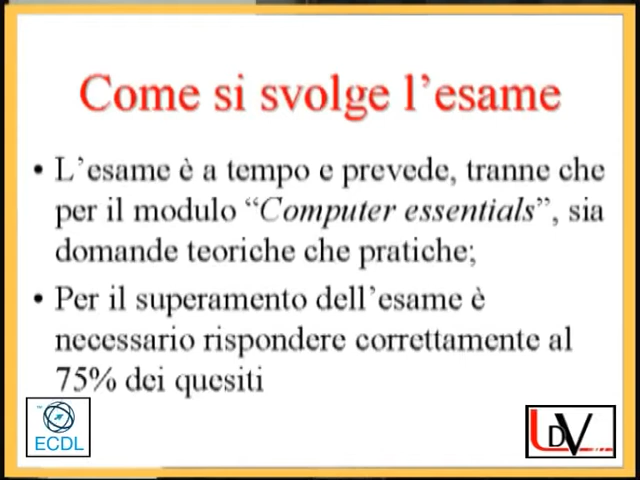 Come si svolge l'esame
• L'esame è a tempo e prevede, tranne che
per il modulo "Computer essentials", sia
domande teoriche che pratiche;
• Per il superamento dell'esame è
necessario rispondere correttamente al
75% dei quesiti
ECDL
LDV